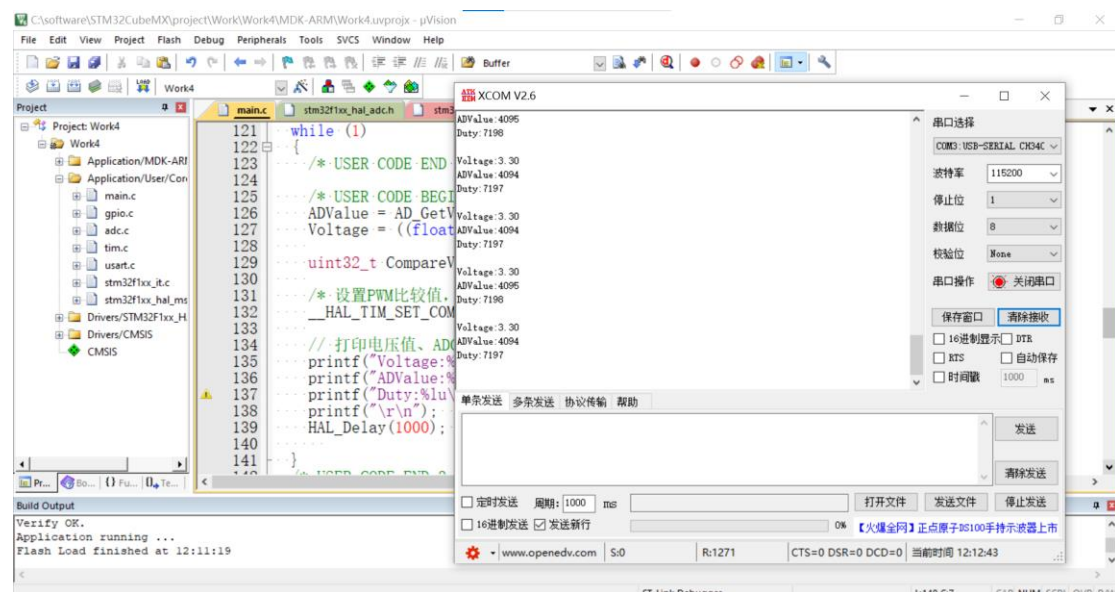 C:\software\STM32CubeMX\project\Work\Work4\MDK-ARM\Work4.uvprojx - µVision
File Edit View Project Flash Debug Peripherals Tools SVCS Window Help
Buffer
LOAD Work4
Project
main.c stm32f1xx_hal_adc.h stm3
Project: Work4
Work4
Application/MDK-ARI
Application/User/Cor
main.c
gpio.c
adc.c
tim.c
usart.c
stm32f1xx_it.c
stm32f1xx_hal_ms
Drivers/STM32F1xx_H
Drivers/CMSIS
CMSIS
121 while (1)
122 {
123 /* USER CODE END
124
125 /* USER CODE BEGI
126 ADValue = AD_GetV
127 Voltage = ((float
128
129 uint32_t CompareV
130
131 /* 设置PWM比较值，
132 __HAL_TIM_SET_COM
133
134 // 打印电压值、AD
135 printf("Voltage:%
136 printf("ADValue:%
137 printf("Duty:%lu\
138 printf("\r\n");
139 HAL_Delay(1000);
140
141 }
Pr... Bo... {} Fu... Te...
XCOM V2.6
ADValue:4095
Duty:7198
Voltage:3.30
ADValue:4094
Duty:7197
Voltage:3.30
ADValue:4094
Duty:7197
Voltage:3.30
ADValue:4095
Duty:7198
Voltage:3.30
ADValue:4094
Duty:7197
串口选择
COM3:USB-SERIAL CH34C
波特率 115200
停止位 1
数据位 8
校验位 None
串口操作 关闭串口
保存窗口 清除接收
16进制显示 DTR
RTS 自动保存
时间戳 1000 ms
单条发送 多条发送 协议传输 帮助
发送
清除发送
定时发送 周期: 1000 ms 打开文件 发送文件 停止发送
16进制发送 发送新行 0% 【火爆全网】正点原子DS100手持示波器上市
www.openedv.com S:0 R:1271 CTS=0 DSR=0 DCD=0 当前时间 12:12:43
Build Output
Verify OK.
Application running ...
Flash Load finished at 12:11:19